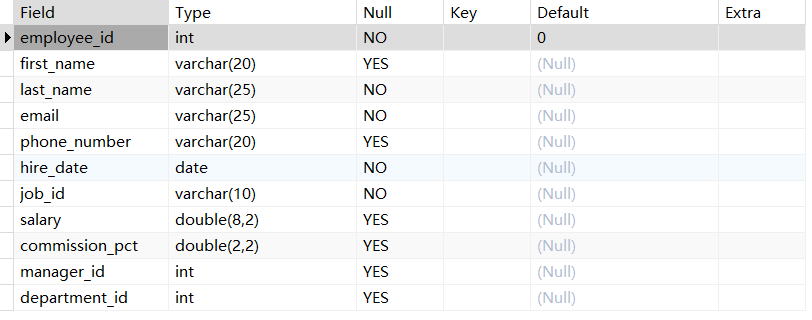 Field Type Null Key Default Extra
employee_id int NO 0
first_name varchar(20) YES (Null)
last_name varchar(25) NO (Null)
email varchar(25) NO (Null)
phone_number varchar(20) YES (Null)
hire_date date NO (Null)
job_id varchar(10) NO (Null)
salary double(8,2) YES (Null)
commission_pct double(2,2) YES (Null)
manager_id int YES (Null)
department_id int YES (Null)